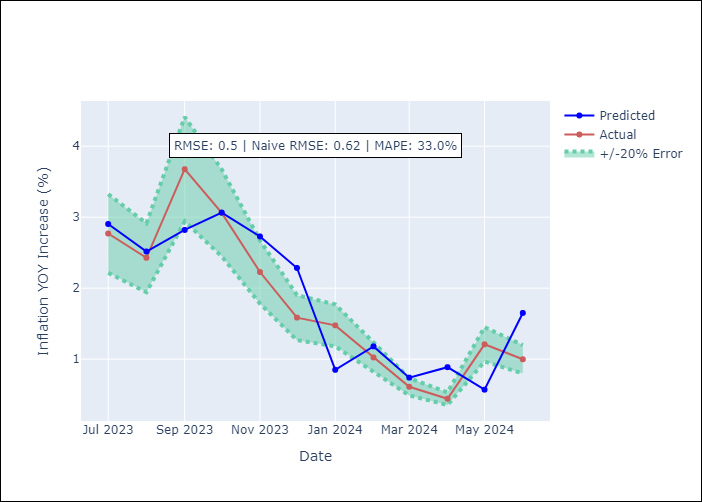 Predicted
Actual
+/-20% Error
RMSE: 0.5 | Naive RMSE: 0.62 | MAPE: 33.0%
Inflation YOY Increase (%)
4
3
2
1
Jul 2023
Sep 2023
Nov 2023
Jan 2024
Mar 2024
May 2024
Date